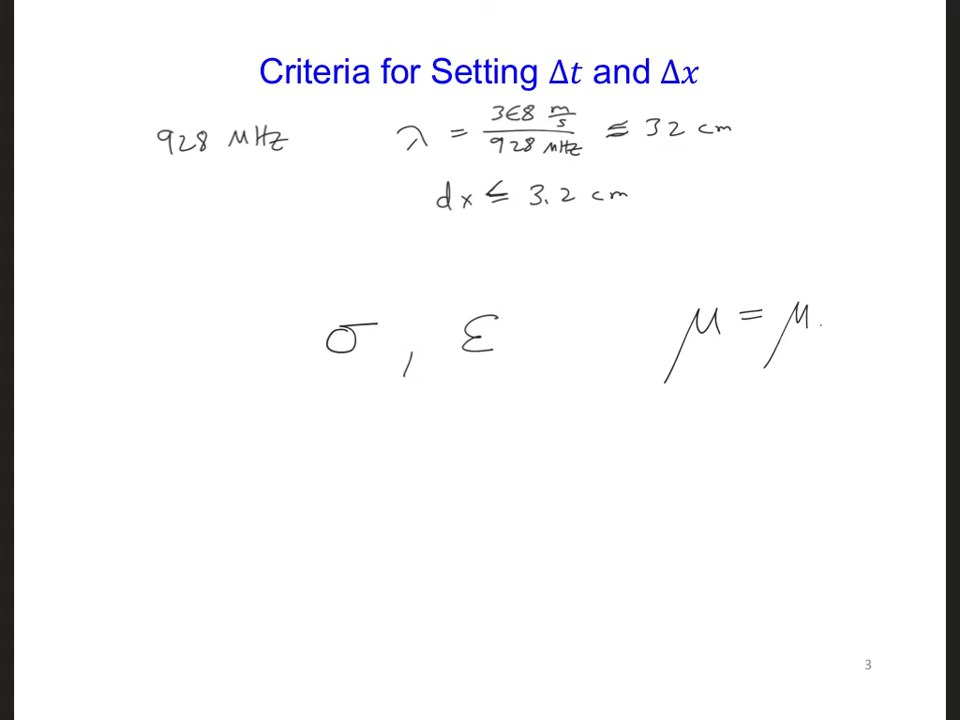 Criteria for Setting Δt and Δx
928 MHz λ = 3E8 m/s / 928 MHz ≤ 32 cm
dx ≤ 3.2 cm
σ, ε μ = μ.
3